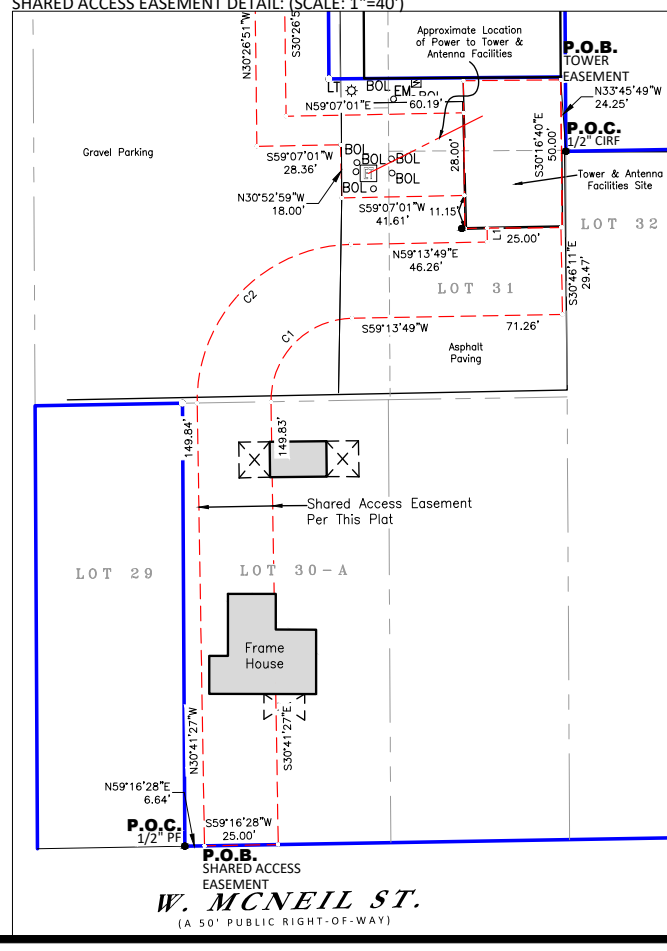 SHARED ACCESS EASEMENT DETAIL: (SCALE: 1"=40')
N30°26'51"W
Approximate Location
of Power to Tower &
Antenna Facilities
P.O.B.
TOWER
EASEMENT
LT
BOL
EM
BOL
N59°07'01"E
60.19'
N33°45'49"W
24.25'
P.O.C.
1/2" CIRF
S30°16'40"E
50.00'
28.00'
Gravel Parking
S59°07'01"W
28.36'
BOL
BOL
BOL
BOL
BOL
Tower & Antenna
Facilities Site
N30°52'59"W
18.00'
S59°07'01"W
41.61'
11.15'
L1
25.00'
LOT 32
N59°13'49"E
46.26'
S30°46'11"E
29.47'
C2
LOT 31
C1
S59°13'49"W
71.26'
Asphalt
Paving
149.84'
149.83'
Shared Access Easement
Per This Plat
LOT 29
LOT 30-A
Frame
House
N30°41'27"W
S30°41'27"E
N59°16'28"E
6.64'
P.O.C.
1/2" PF
S59°16'28"W
25.00'
P.O.B.
SHARED ACCESS
EASEMENT
W. MCNEIL ST.
(A 50' PUBLIC RIGHT-OF-WAY)